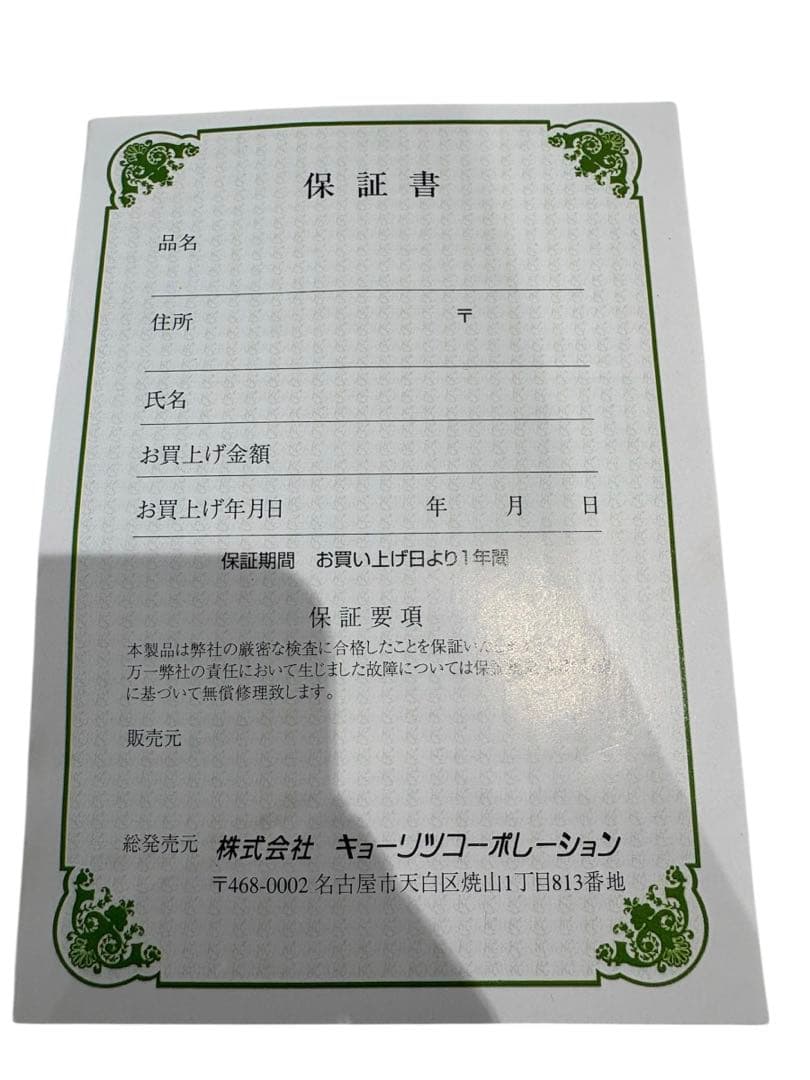 保証書
品名
住所 〒
氏名
お買上げ金額
お買上げ年月日 年 月 日
保証期間 お買い上げ日より1年間
保証要項
本製品は弊社の厳密な検査に合格したことを保証い
万一弊社の責任において生じました故障については保証
に基づいて無償修理致します。
販売元
総発売元 株式会社 キョーリツコーポレーション
〒468-0002 名古屋市天白区焼山1丁目813番地